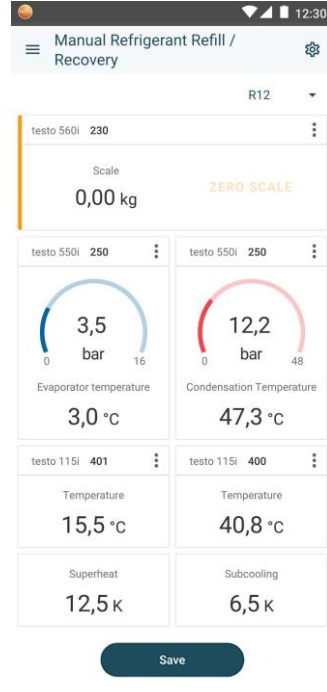 12:30
Manual Refrigerant Refill /
Recovery
R12
testo 560i 230
Scale
0,00 kg
ZERO SCALE
testo 550i 250
3,5
bar
0 16
Evaporator temperature
3,0 °C
testo 550i 250
12,2
bar
0 48
Condensation Temperature
47,3 °C
testo 115i 401
Temperature
15,5 °C
testo 115i 400
Temperature
40,8 °C
Superheat
12,5 K
Subcooling
6,5 K
Save